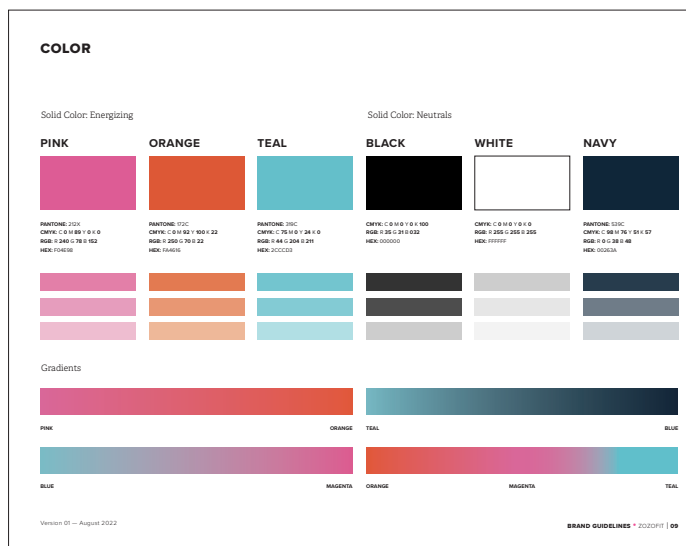 COLOR
Solid Color: Energizing
Solid Color: Neutrals
PINK
ORANGE
TEAL
BLACK
WHITE
NAVY
PANTONE: 212X
CMYK: C 0 M 89 Y 0 K 0
RGB: R 240 G 78 B 152
HEX: F04E98
PANTONE: 172C
CMYK: C 0 M 92 Y 100 K 22
RGB: R 250 G 70 B 22
HEX: FA4616
PANTONE: 319C
CMYK: C 75 M 0 Y 24 K 0
RGB: R 44 G 204 B 211
HEX: 2CCCD3
CMYK: C 0 M 0 Y 0 K 100
RGB: R 35 G 31 B 032
HEX: 000000
CMYK: C 0 M 0 Y 0 K 0
RGB: R 255 G 255 B 255
HEX: FFFFFF
PANTONE: 539C
CMYK: C 98 M 76 Y 51 K 57
RGB: R 0 G 38 B 48
HEX: 00263A
Gradients
PINK
ORANGE
TEAL
BLUE
BLUE
MAGENTA
ORANGE
MAGENTA
TEAL
Version 01 — August 2022
BRAND GUIDELINES * ZOZOFIT | 09